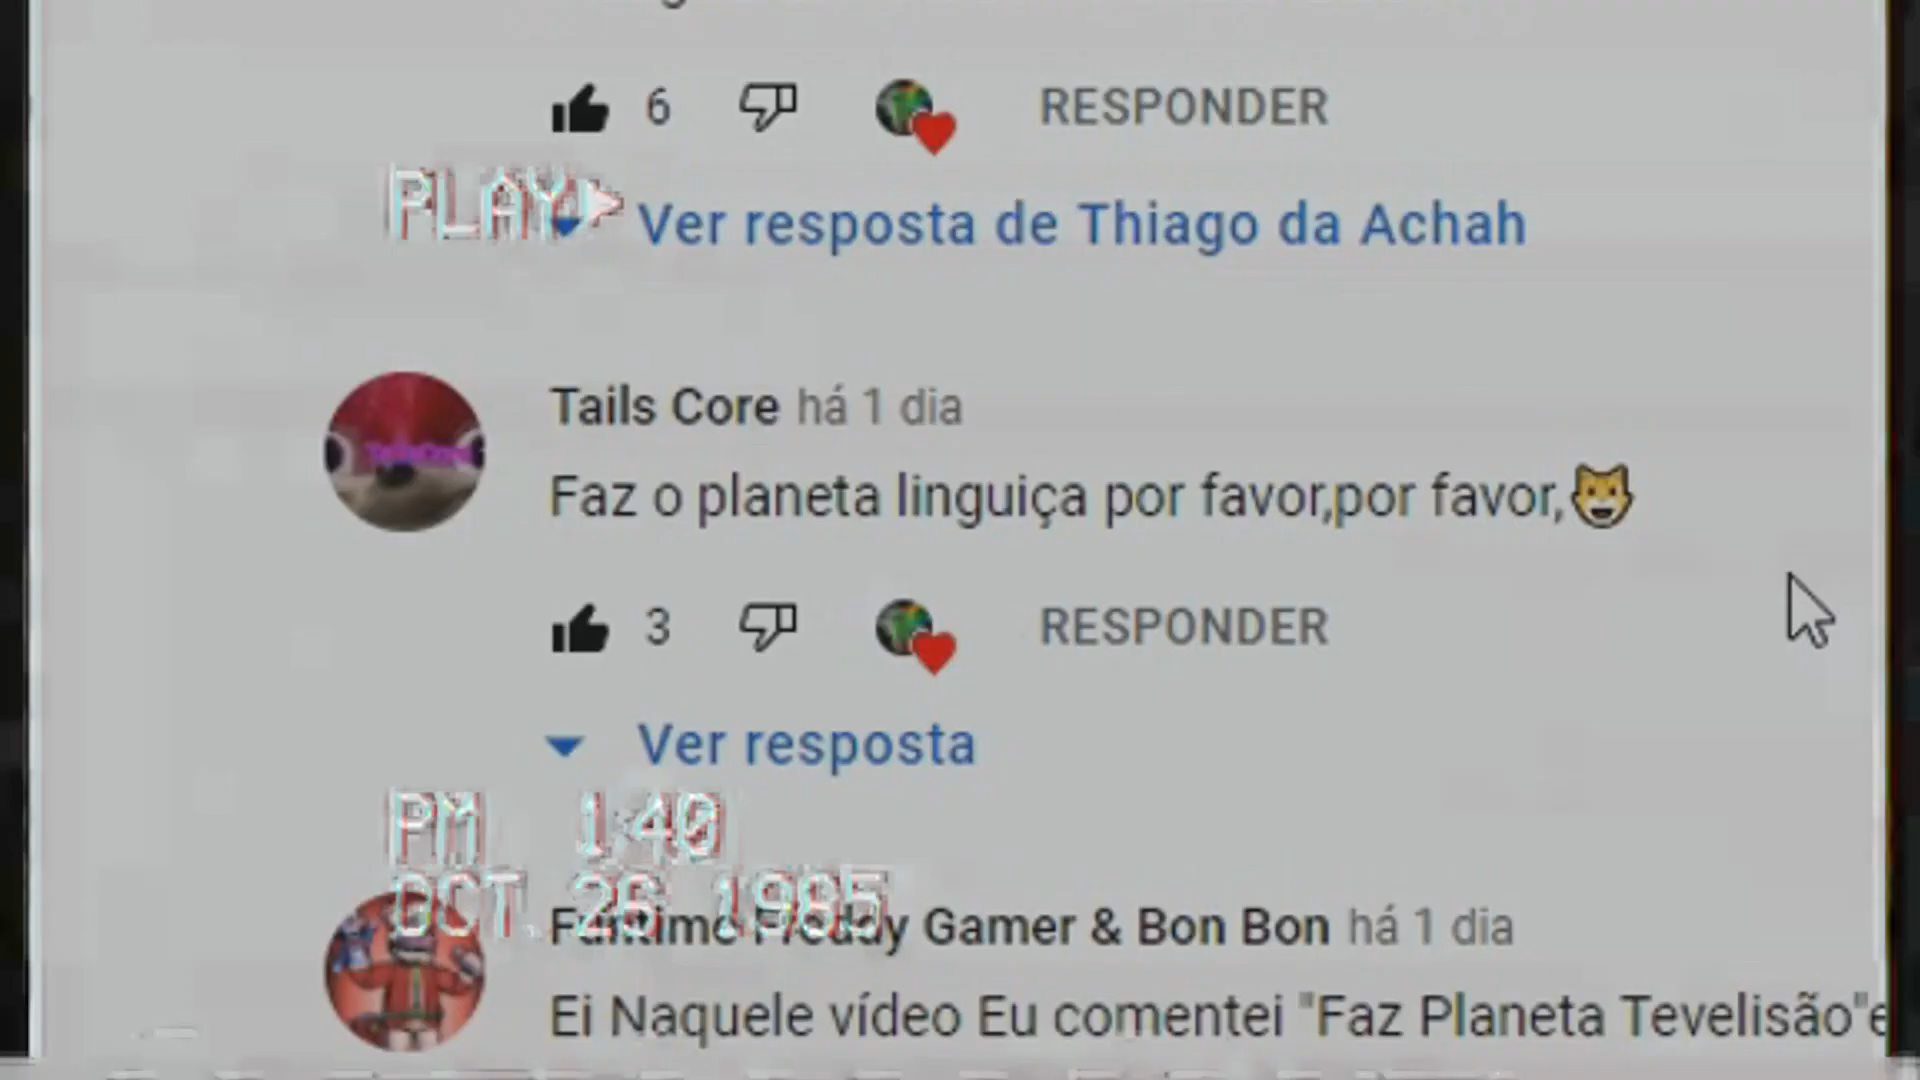 6 RESPONDER
PLAY
Ver resposta de Thiago da Achah
Tails Core há 1 dia
Faz o planeta linguiça por favor,por favor,😺
3 RESPONDER
Ver resposta
PM 1:40
OCT. 26 1985
Funtime Freddy Gamer & Bon Bon há 1 dia
Ei Naquele vídeo Eu comentei "Faz Planeta Tevelisão"e